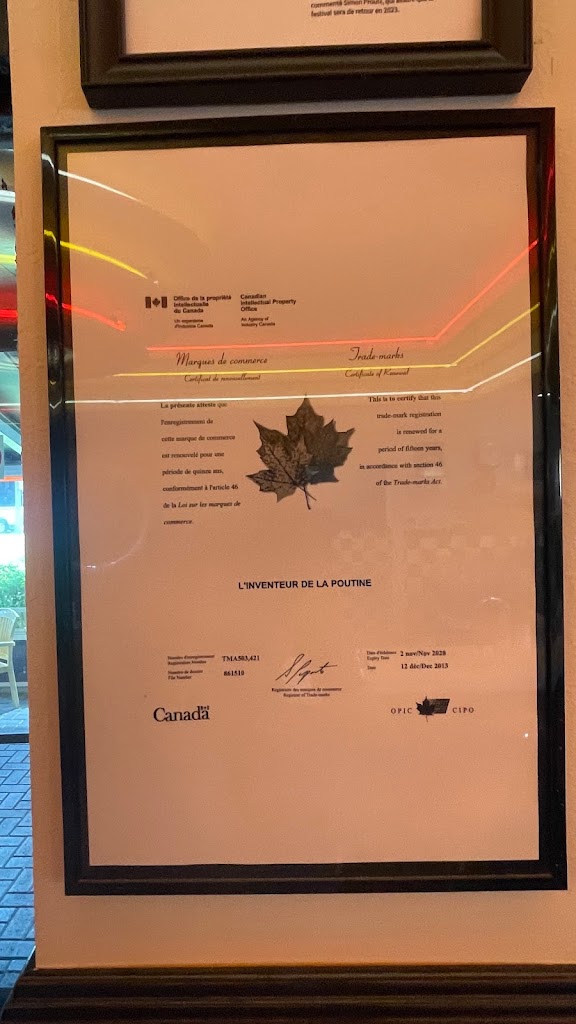 commenté Simon Proulx, qui
festival sera de retour en 2023.
Office de la propriété
intellectuelle
du Canada
Un organisme
d'Industrie Canada
Canadian
Intellectual Property
Office
An Agency of
Industry Canada
Marques de commerce
Certificat de renouvellement
Trade-marks
Certificate of Renewal
La présente atteste que
l'enregistrement de
cette marque de commerce
est renouvelé pour une
période de quinze ans,
conformément à l'article 46
de la Loi sur les marques de
commerce.
This is to certify that this
trade-mark registration
is renewed for a
period of fifteen years,
in accordance with section 46
of the Trade-marks Act.
L'INVENTEUR DE LA POUTINE
Numéro d'enregistrement
Registration Number
TMA503,421
Numéro de dossier
File Number
861510
Registraire des marques de commerce
Registrar of Trade-marks
Date d'échéance
Expiry Date
2 nov/Nov 2028
Date
12 déc/Dec 2013
Canada
OPIC CIPO